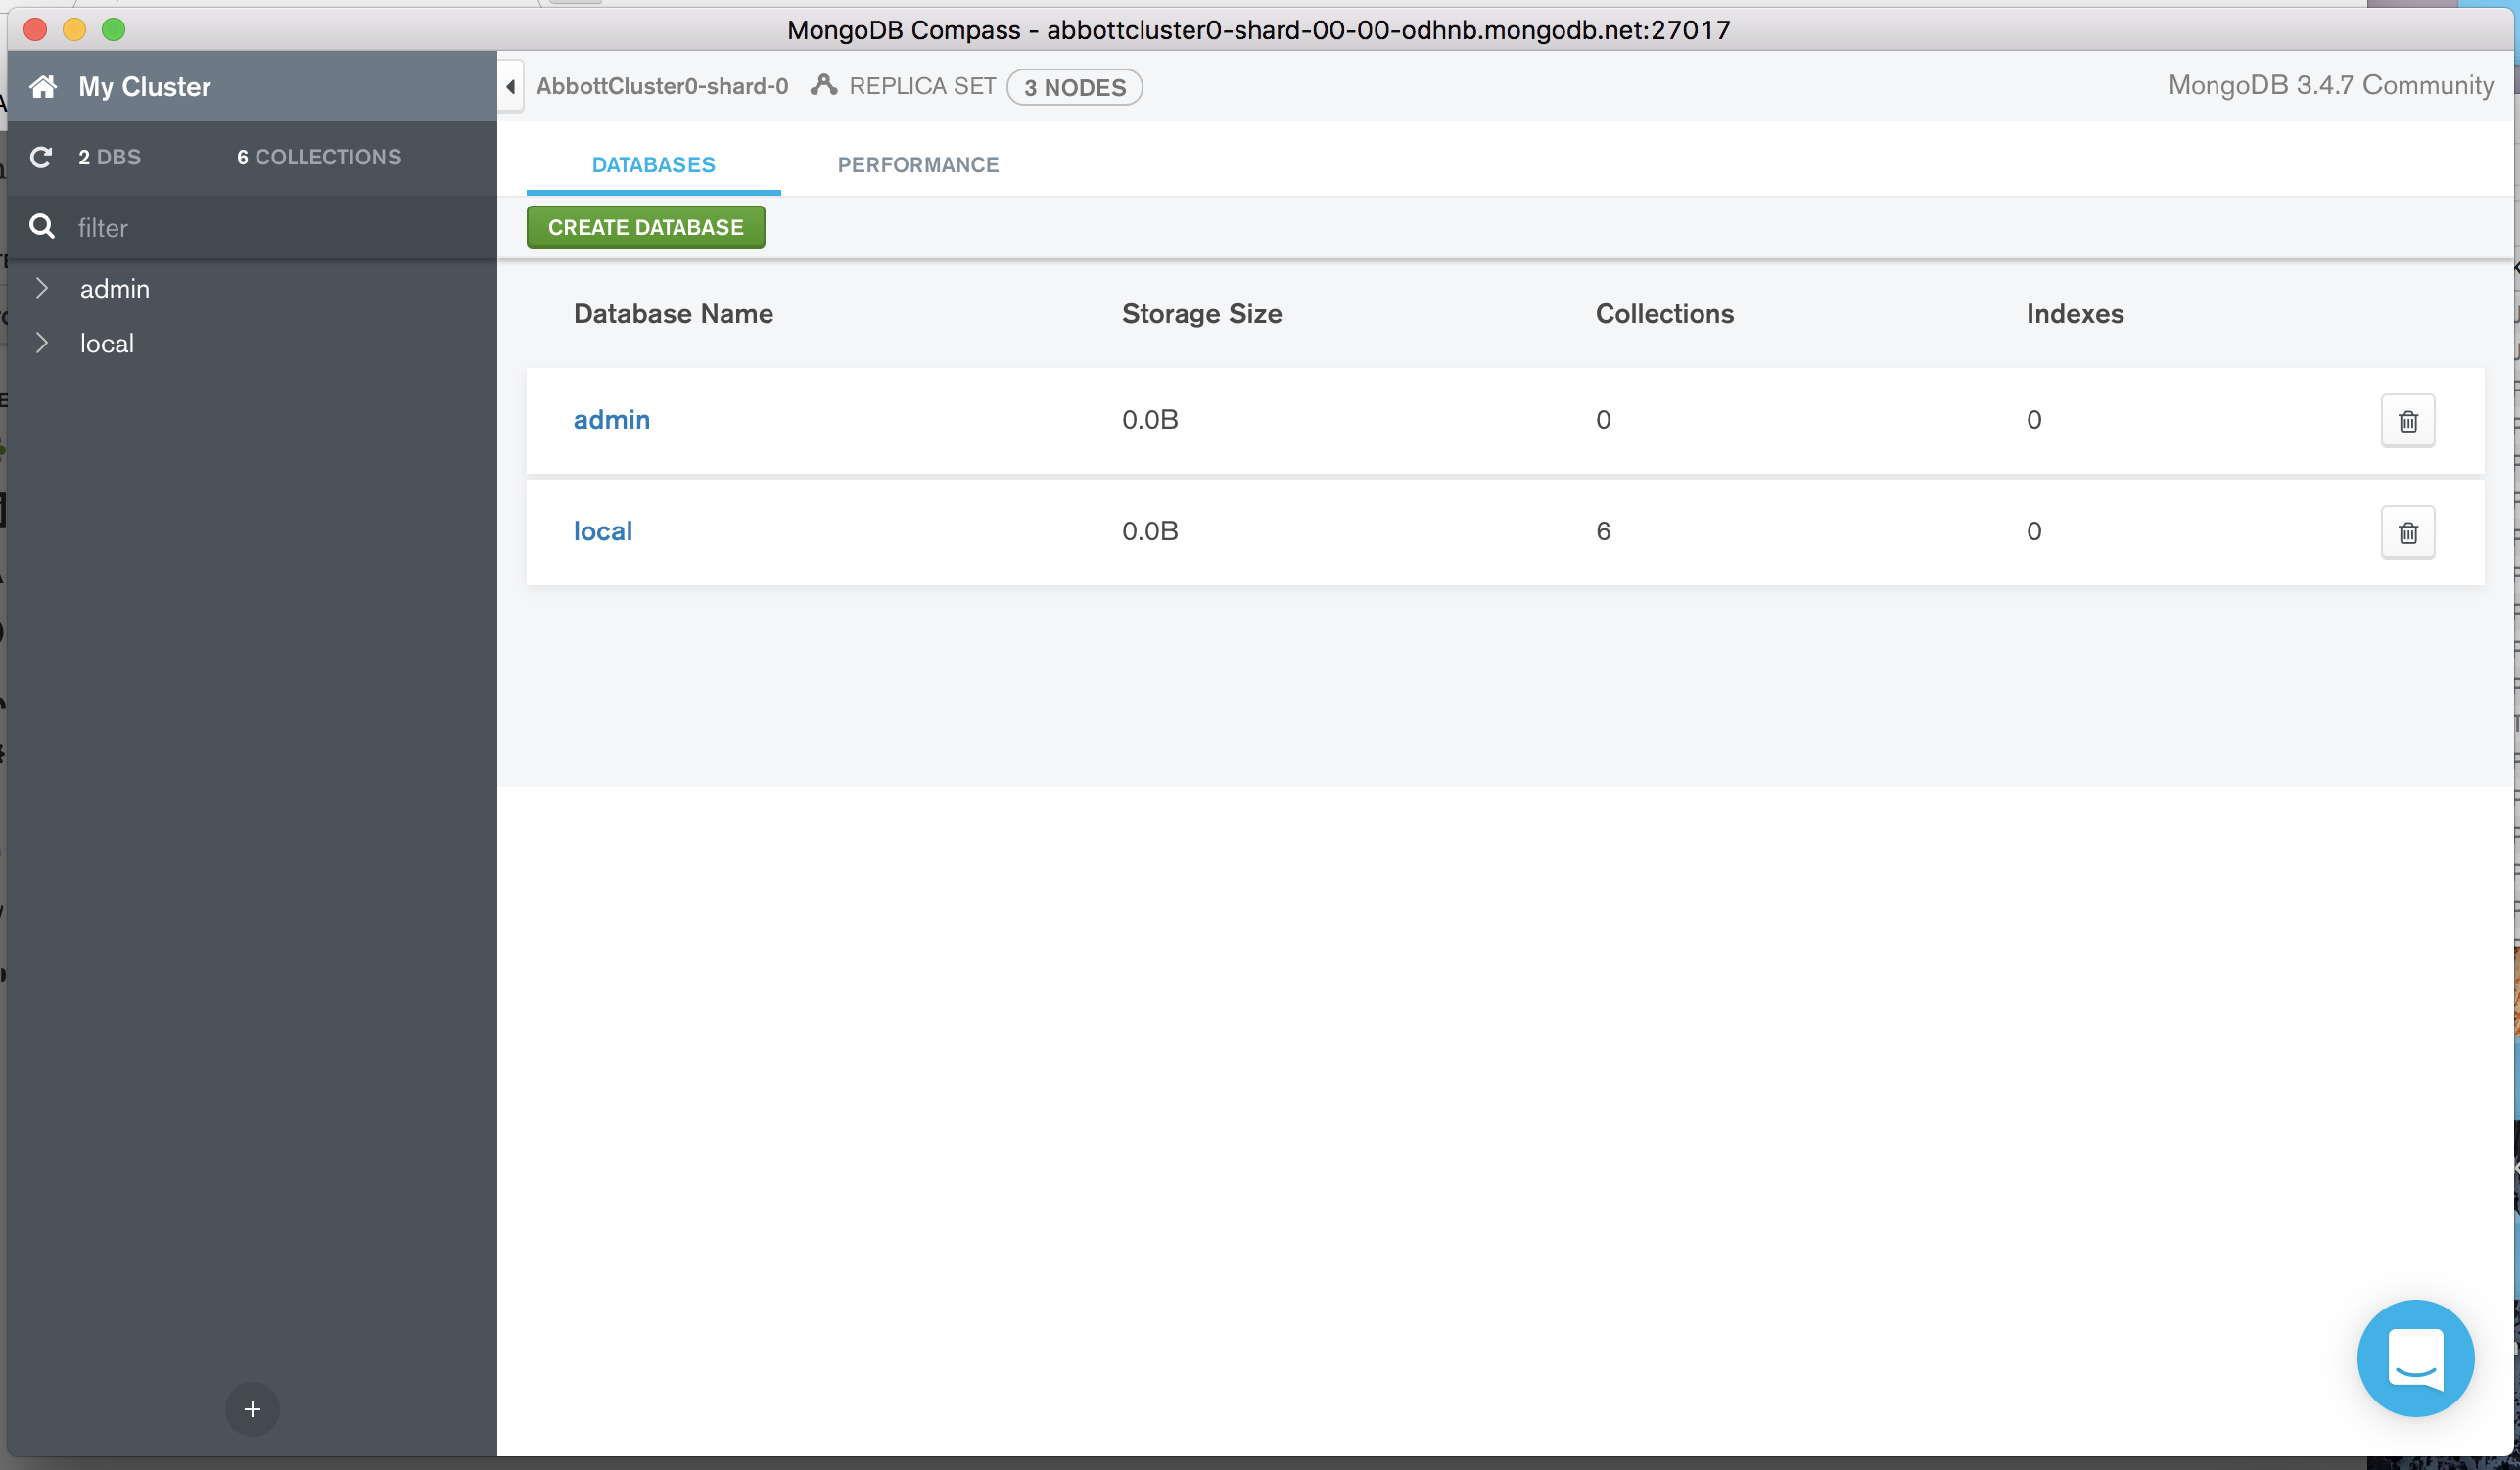 MongoDB Compass - abbottcluster0-shard-00-00-odhnb.mongodb.net:27017
My Cluster
AbbottCluster0-shard-0 REPLICA SET 3 NODES MongoDB 3.4.7 Community
2 DBS 6 COLLECTIONS
DATABASES PERFORMANCE
filter
CREATE DATABASE
admin
local
Database Name Storage Size Collections Indexes
admin 0.0B 0 0
local 0.0B 6 0
+